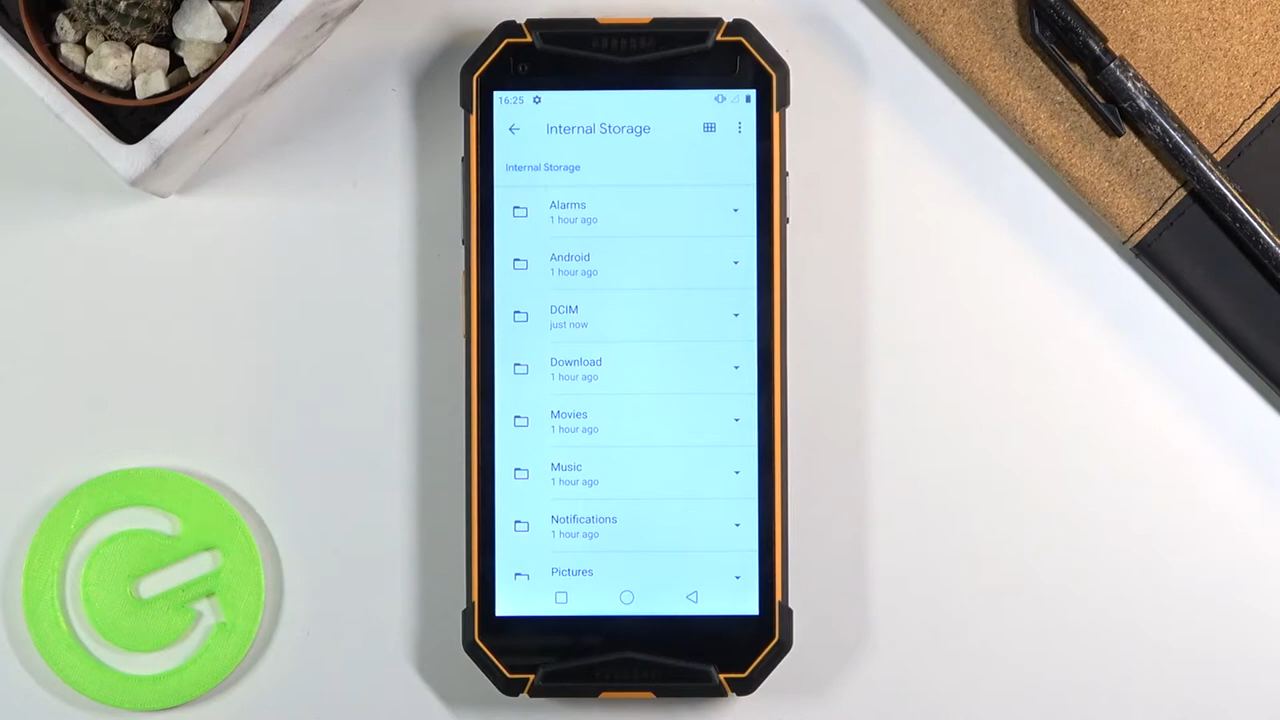 16:25
Internal Storage
Internal Storage
Alarms
1 hour ago
Android
1 hour ago
DCIM
just now
Download
1 hour ago
Movies
1 hour ago
Music
1 hour ago
Notifications
1 hour ago
Pictures